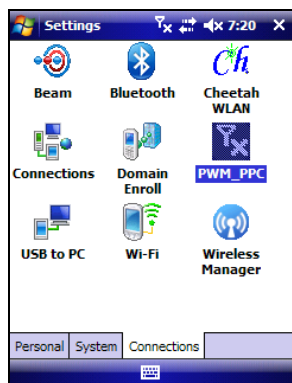 Settings 7:20
Beam Bluetooth Cheetah
WLAN
Ch
Connections Domain
Enroll PWM_PPC
USB to PC Wi-Fi Wireless
Manager
Personal System Connections